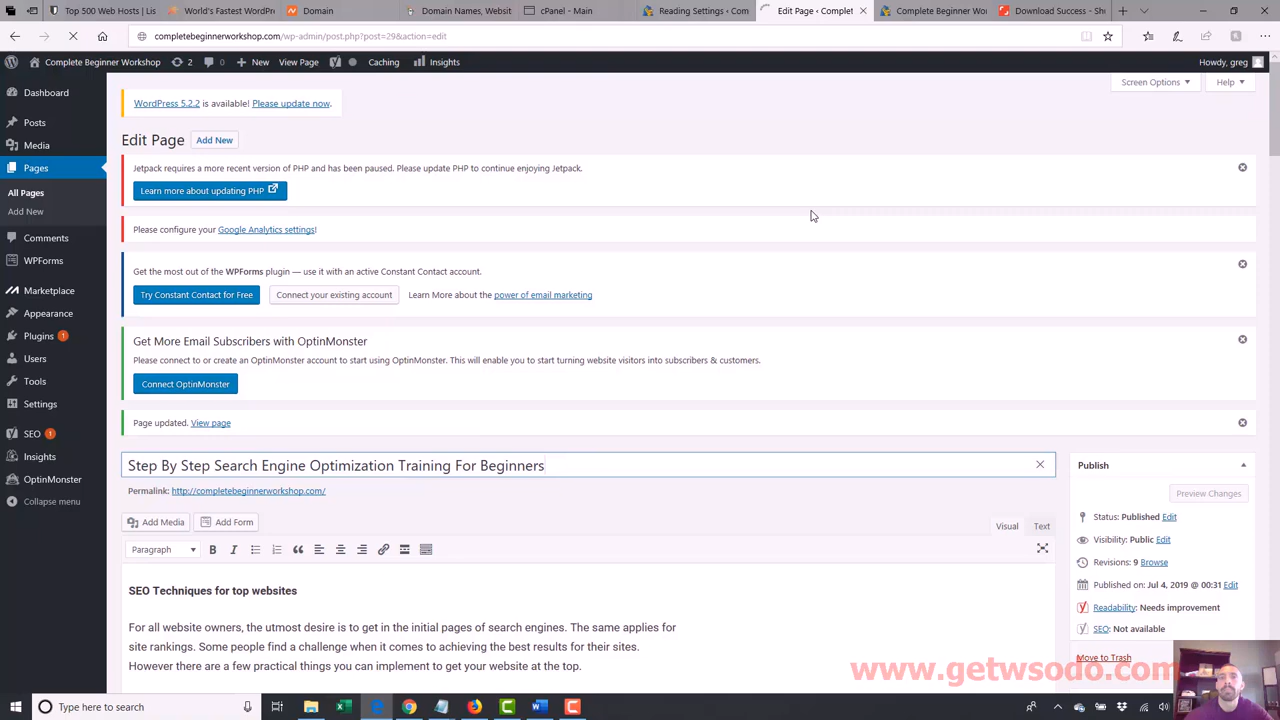 100% Done WP Hosts Lis
World's Fastest Hosting
Domain Names, Websit
cPanel - Main
Reading Settings < Com
Edit Page < Complet
Complete Beginner Wor
Download Success - Shu
completebeginnerworkshop.com/wp-admin/post.php?post=29&action=edit
Complete Beginner Workshop 2 0 New View Page Caching Insights Howdy, greg
Screen Options Help
Dashboard
Posts
Media
Pages
All Pages
Add New
Comments
WPForms
Marketplace
Appearance
Plugins 1
Users
Tools
Settings
SEO 1
Insights
OptinMonster
Collapse menu
WordPress 5.2.2 is available! Please update now.
Edit Page Add New
Jetpack requires a more recent version of PHP and has been paused. Please update PHP to continue enjoying Jetpack.
Learn more about updating PHP
Please configure your Google Analytics settings!
Get the most out of the WPForms plugin — use it with an active Constant Contact account.
Try Constant Contact for Free Connect your existing account Learn More about the power of email marketing
Get More Email Subscribers with OptinMonster
Please connect to or create an OptinMonster account to start using OptinMonster. This will enable you to start turning website visitors into subscribers & customers.
Connect OptinMonster
Page updated. View page
Step By Step Search Engine Optimization Training For Beginners
Permalink: http://completebeginnerworkshop.com/
Add Media Add Form Visual Text
Paragraph
SEO Techniques for top websites
For all website owners, the utmost desire is to get in the initial pages of search engines. The same applies for
site rankings. Some people find a challenge when it comes to achieving the best results for their sites.
However there are a few practical things you can implement to get your website at the top.
Publish
Preview Changes
Status: Published Edit
Visibility: Public Edit
Revisions: 9 Browse
Published on: Jul 4, 2019 @ 00:31 Edit
Readability: Needs improvement
SEO: Not available
Move to Trash
www.getwsodo.com
Type here to search